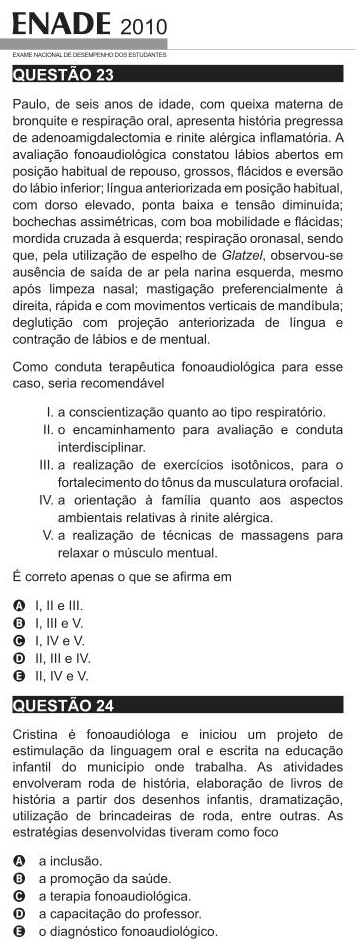 ENADE 2010
EXAME NACIONAL DE DESEMPENHO DOS ESTUDANTES
QUESTÃO 23
Paulo, de seis anos de idade, com queixa materna de
bronquite e respiração oral, apresenta história pregressa
de adenoamigdalectomia e rinite alérgica inflamatória. A
avaliação fonoaudiológica constatou lábios abertos em
posição habitual de repouso, grossos, flácidos e eversão
do lábio inferior; língua anteriorizada em posição habitual,
com dorso elevado, ponta baixa e tensão diminuída;
bochechas assimétricas, com boa mobilidade e flácidas;
mordida cruzada à esquerda; respiração oronasal, sendo
que, pela utilização de espelho de Glatzel, observou-se
ausência de saída de ar pela narina esquerda, mesmo
após limpeza nasal; mastigação preferencialmente à
direita, rápida e com movimentos verticais de mandíbula;
deglutição com projeção anteriorizada de língua e
contração de lábios e de mentual.
Como conduta terapêutica fonoaudiológica para esse
caso, seria recomendável
I. a conscientização quanto ao tipo respiratório.
II. o encaminhamento para avaliação e conduta
interdisciplinar.
III. a realização de exercícios isotônicos, para o
fortalecimento do tônus da musculatura orofacial.
IV. a orientação à família quanto aos aspectos
ambientais relativas à rinite alérgica.
V. a realização de técnicas de massagens para
relaxar o músculo mentual.
É correto apenas o que se afirma em
A I, II e III.
B I, III e V.
C I, IV e V.
D II, III e IV.
E II, IV e V.
QUESTÃO 24
Cristina é fonoaudióloga e iniciou um projeto de
estimulação da linguagem oral e escrita na educação
infantil do município onde trabalha. As atividades
envolveram roda de história, elaboração de livros de
história a partir dos desenhos infantis, dramatização,
utilização de brincadeiras de roda, entre outras. As
estratégias desenvolvidas tiveram como foco
A a inclusão.
B a promoção da saúde.
C a terapia fonoaudiológica.
D a capacitação do professor.
E o diagnóstico fonoaudiológico.